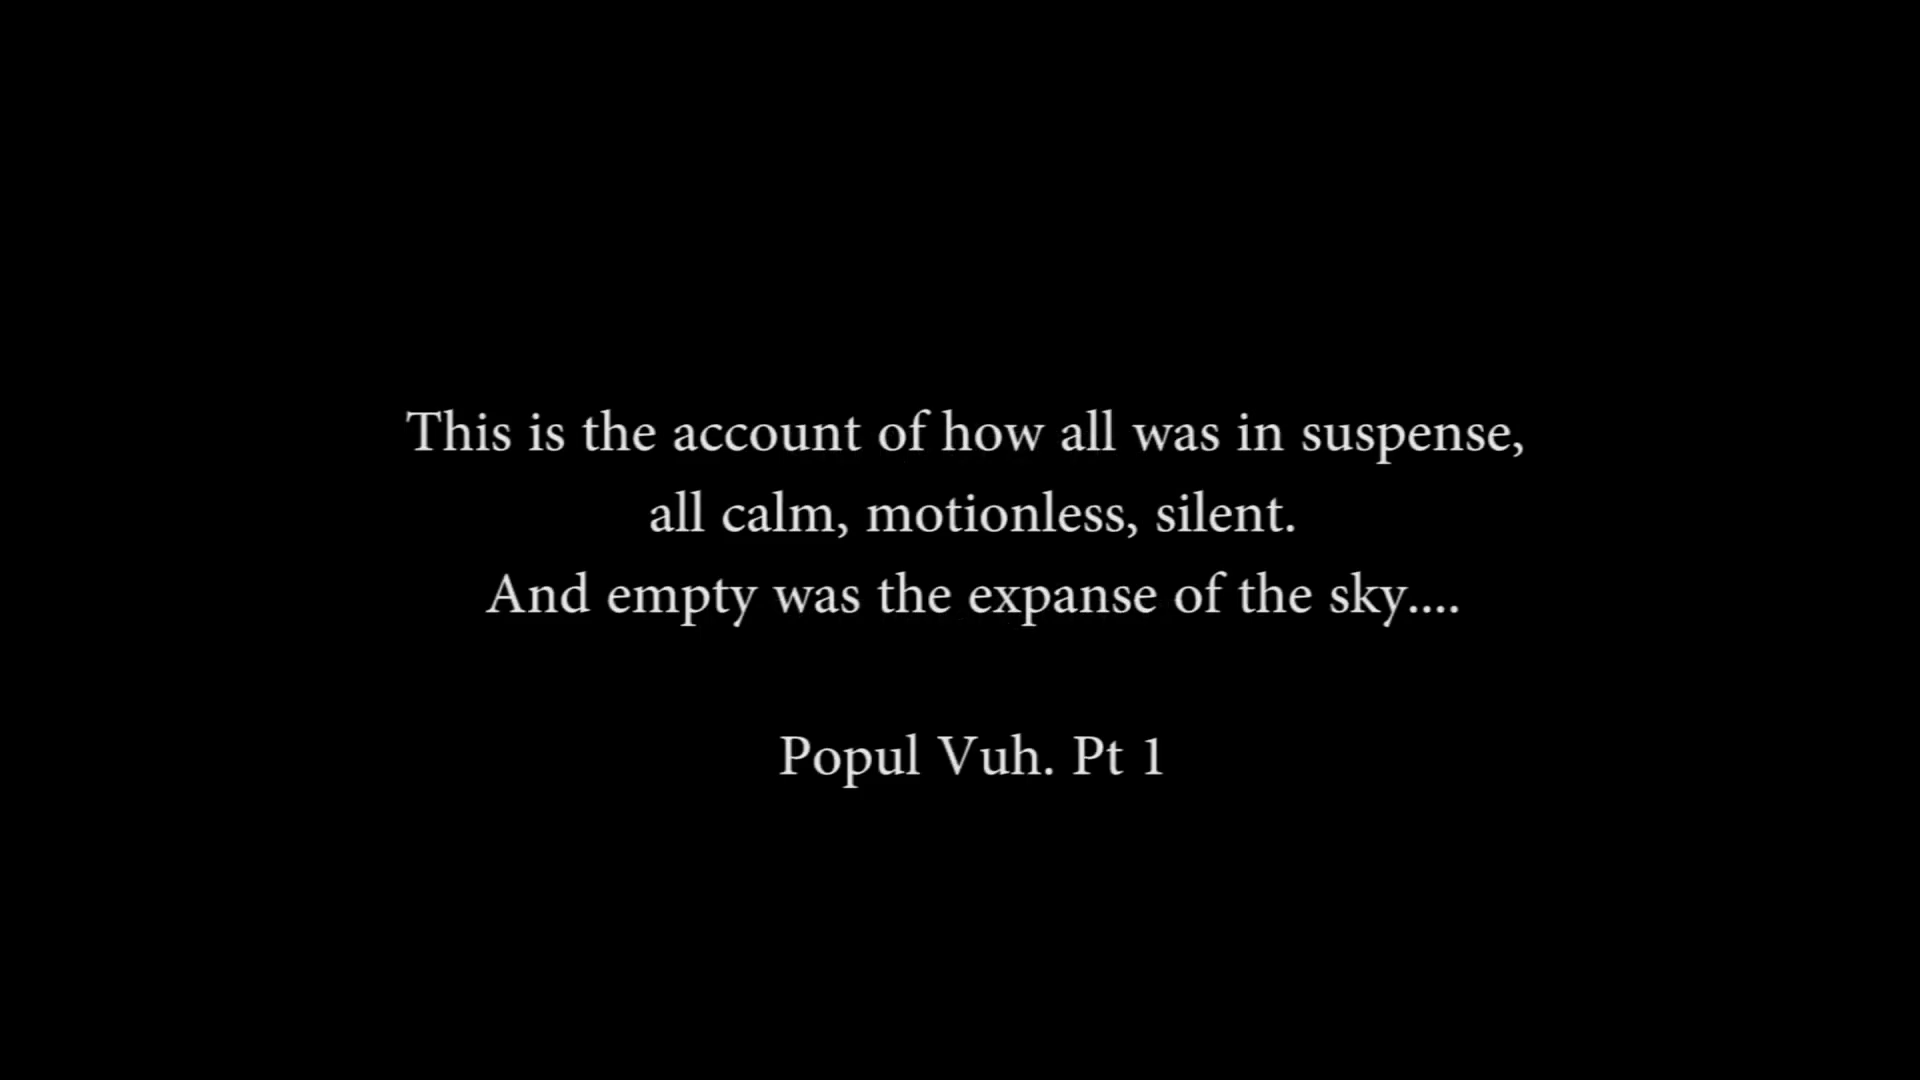 This is the account of how all was in suspense,
all calm, motionless, silent.
And empty was the expanse of the sky....
Popul Vuh. Pt 1